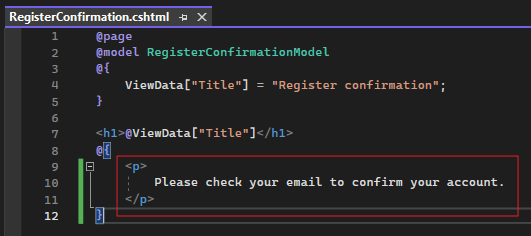 RegisterConfirmation.cshtml
1 @page
2 @model RegisterConfirmationModel
3 @{
4 ViewData["Title"] = "Register confirmation";
5 }
6
7 <h1>@ViewData["Title"]</h1>
8 @{
9 <p>
10 Please check your email to confirm your account.
11 </p>
12 }